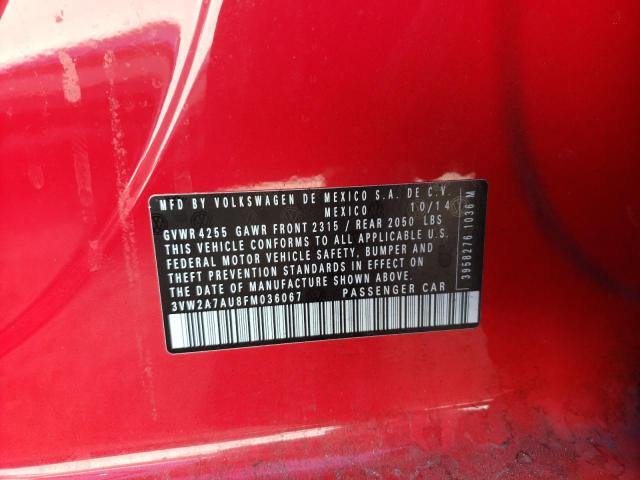 MFD BY VOLKSWAGEN DE MEXICO S.A. DE C.V.
MEXICO 10/14
GVWR 4255 GAWR FRONT 2315 / REAR 2050 LBS
THIS VEHICLE CONFORMS TO ALL APPLICABLE U.S.
FEDERAL MOTOR VEHICLE SAFETY, BUMPER AND
THEFT PREVENTION STANDARDS IN EFFECT ON
THE DATE OF MANUFACTURE SHOWN ABOVE.
3VW2A7AU8FM036067 PASSENGER CAR
3958276 1036 M